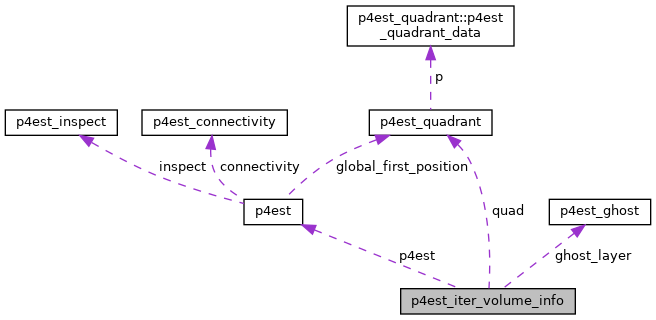 p4est_quadrant::p4est
_quadrant_data
p
p4est_inspect
p4est_connectivity
p4est_quadrant
inspect
connectivity
global_first_position
p4est
quad
p4est_ghost
p4est
ghost_layer
p4est_iter_volume_info